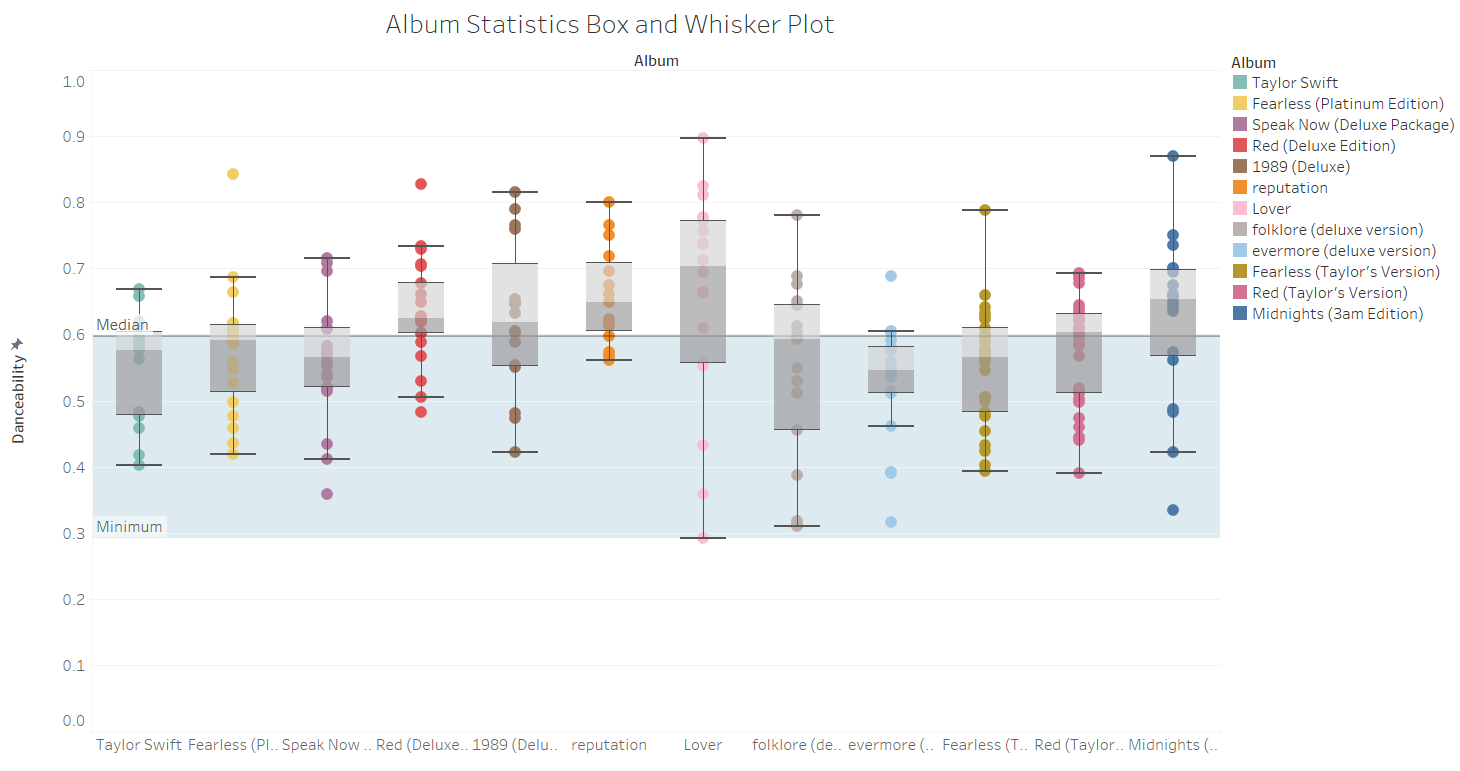 Album Statistics Box and Whisker Plot
Album
1.0
0.9
0.8
0.7
0.6
0.5
0.4
0.3
0.2
0.1
0.0
Danceability
Median
Minimum
Taylor Swift
Fearless (Pl..
Speak Now ..
Red (Deluxe..
1989 (Delu..
reputation
Lover
folklore (de..
evermore (..
Fearless (T..
Red (Taylor..
Midnights (..
Album
Taylor Swift
Fearless (Platinum Edition)
Speak Now (Deluxe Package)
Red (Deluxe Edition)
1989 (Deluxe)
reputation
Lover
folklore (deluxe version)
evermore (deluxe version)
Fearless (Taylor’s Version)
Red (Taylor’s Version)
Midnights (3am Edition)